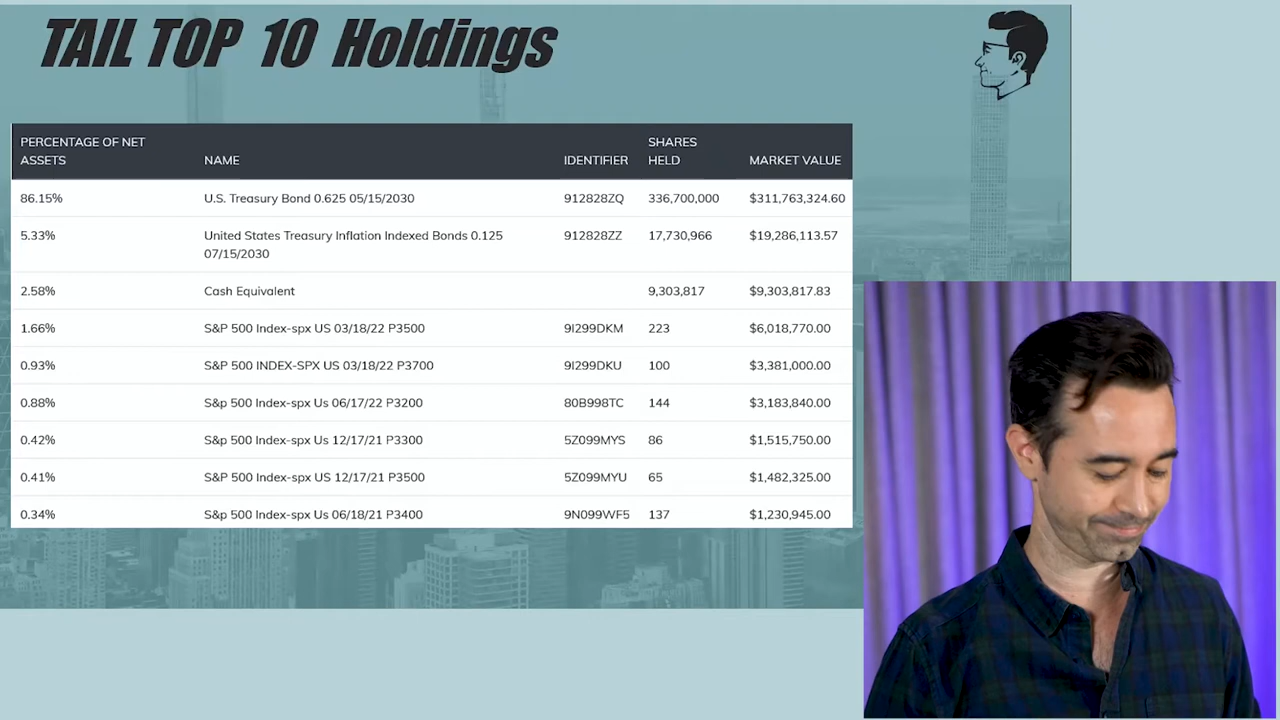 TAIL TOP 10 Holdings
PERCENTAGE OF NET
ASSETS NAME IDENTIFIER SHARES
HELD MARKET VALUE
86.15% U.S. Treasury Bond 0.625 05/15/2030 912828ZQ 336,700,000 $311,763,324.60
5.33% United States Treasury Inflation Indexed Bonds 0.125
07/15/2030 912828ZZ 17,730,966 $19,286,113.57
2.58% Cash Equivalent 9,303,817 $9,303,817.83
1.66% S&P 500 Index-spx US 03/18/22 P3500 9I299DKM 223 $6,018,770.00
0.93% S&P 500 INDEX-SPX US 03/18/22 P3700 9I299DKU 100 $3,381,000.00
0.88% S&p 500 Index-spx Us 06/17/22 P3200 80B998TC 144 $3,183,840.00
0.42% S&p 500 Index-spx Us 12/17/21 P3300 5Z099MYS 86 $1,515,750.00
0.41% S&P 500 Index-spx US 12/17/21 P3500 5Z099MYU 65 $1,482,325.00
0.34% S&p 500 Index-spx Us 06/18/21 P3400 9N099WF5 137 $1,230,945.00